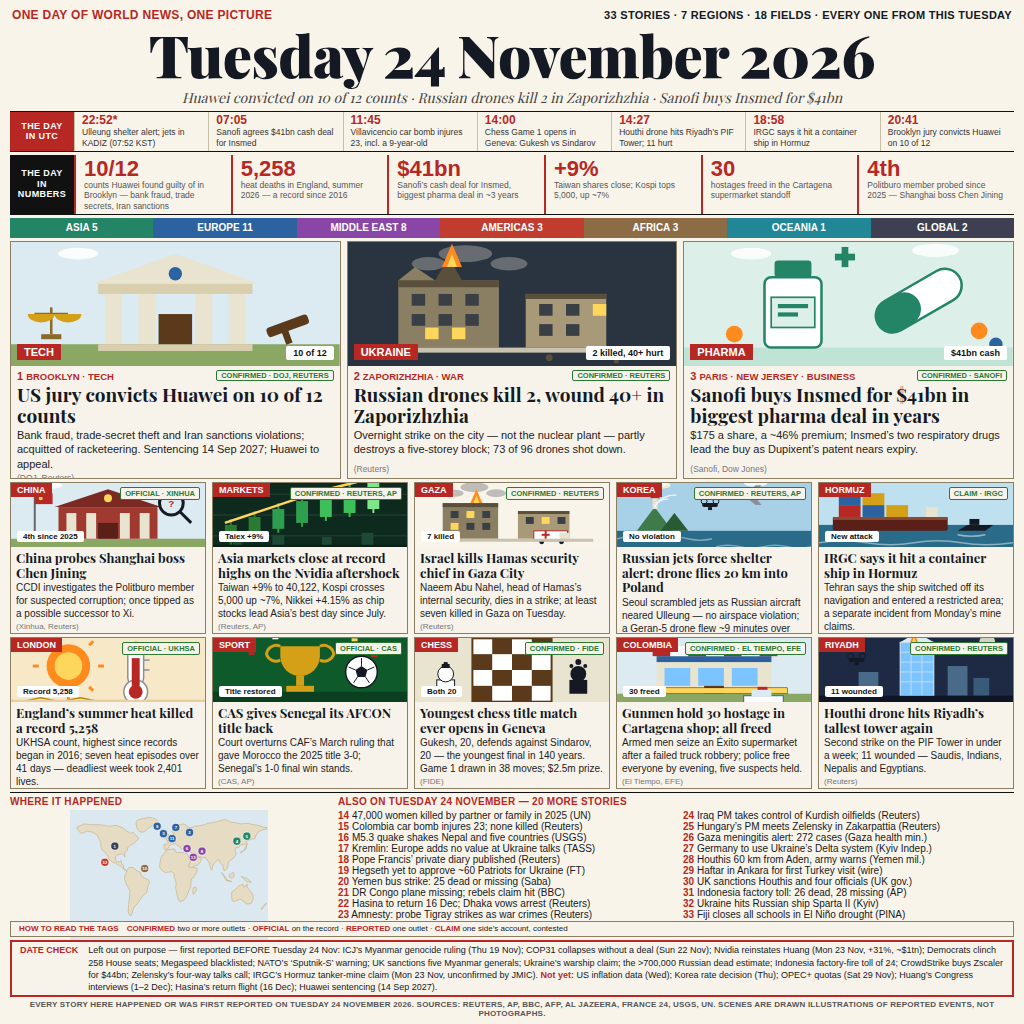 ONE DAY OF WORLD NEWS, ONE PICTURE
33 STORIES · 7 REGIONS · 18 FIELDS · EVERY ONE FROM THIS TUESDAY
Tuesday 24 November 2026
Huawei convicted on 10 of 12 counts · Russian drones kill 2 in Zaporizhzhia · Sanofi buys Insmed for $41bn
THE DAY
IN UTC
22:52*
Ulleung shelter alert; jets in
KADIZ (07:52 KST)
07:05
Sanofi agrees $41bn cash deal
for Insmed
11:45
Villavicencio car bomb injures
23, incl. a 9-year-old
14:00
Chess Game 1 opens in
Geneva: Gukesh vs Sindarov
14:27
Houthi drone hits Riyadh's PIF
Tower; 11 hurt
18:58
IRGC says it hit a container
ship in Hormuz
20:41
Brooklyn jury convicts Huawei
on 10 of 12
THE DAY
IN
NUMBERS
10/12
counts Huawei found guilty of in
Brooklyn — bank fraud, trade
secrets, Iran sanctions
5,258
heat deaths in England, summer
2026 — a record since 2016
$41bn
Sanofi's cash deal for Insmed,
biggest pharma deal in ~3 years
+9%
Taiwan shares close; Kospi tops
5,000, up ~7%
30
hostages freed in the Cartagena
supermarket standoff
4th
Politburo member probed since
2025 — Shanghai boss Chen Jining
ASIA 5
EUROPE 11
MIDDLE EAST 8
AMERICAS 3
AFRICA 3
OCEANIA 1
GLOBAL 2
TECH
10 of 12
1 BROOKLYN · TECH
CONFIRMED · DOJ, REUTERS
US jury convicts Huawei on 10 of 12
counts
Bank fraud, trade-secret theft and Iran sanctions violations;
acquitted of racketeering. Sentencing 14 Sep 2027; Huawei to
appeal.
(DOJ, Reuters)
UKRAINE
2 killed, 40+ hurt
2 ZAPORIZHZHIA · WAR
CONFIRMED · REUTERS
Russian drones kill 2, wound 40+ in
Zaporizhzhia
Overnight strike on the city — not the nuclear plant — partly
destroys a five-storey block; 73 of 96 drones shot down.
(Reuters)
PHARMA
$41bn cash
3 PARIS · NEW JERSEY · BUSINESS
CONFIRMED · SANOFI
Sanofi buys Insmed for $41bn in
biggest pharma deal in years
$175 a share, a ~46% premium; Insmed's two respiratory drugs
lead the buy as Dupixent's patent nears expiry.
(Sanofi, Dow Jones)
CHINA
OFFICIAL · XINHUA
?
4th since 2025
China probes Shanghai boss
Chen Jining
CCDI investigates the Politburo member
for suspected corruption; once tipped as
a possible successor to Xi.
(Xinhua, Reuters)
MARKETS
CONFIRMED · REUTERS, AP
Taiex +9%
Asia markets close at record
highs on the Nvidia aftershock
Taiwan +9% to 40,122, Kospi crosses
5,000 up ~7%, Nikkei +4.15% as chip
stocks lead Asia's best day since July.
(Reuters, AP)
GAZA
CONFIRMED · REUTERS
7 killed
Israel kills Hamas security
chief in Gaza City
Naeem Abu Nahel, head of Hamas's
internal security, dies in a strike; at least
seven killed in Gaza on Tuesday.
(Reuters)
KOREA
CONFIRMED · REUTERS, AP
No violation
Russian jets force shelter
alert; drone flies 20 km into
Poland
Seoul scrambled jets as Russian aircraft
neared Ulleung — no airspace violation;
a Geran-5 drone flew ~9 minutes over
HORMUZ
CLAIM · IRGC
New attack
IRGC says it hit a container
ship in Hormuz
Tehran says the ship switched off its
navigation and entered a restricted area;
a separate incident from Monday's mine
claims.
LONDON
OFFICIAL · UKHSA
Record 5,258
England's summer heat killed
a record 5,258
UKHSA count, highest since records
began in 2016; seven heat episodes over
41 days — deadliest week took 2,401
lives.
SPORT
OFFICIAL · CAS
Title restored
CAS gives Senegal its AFCON
title back
Court overturns CAF's March ruling that
gave Morocco the 2025 title 3-0;
Senegal's 1-0 final win stands.
(CAS, AP)
CHESS
CONFIRMED · FIDE
Both 20
Youngest chess title match
ever opens in Geneva
Gukesh, 20, defends against Sindarov,
20 — the youngest final in 140 years.
Game 1 drawn in 38 moves; $2.5m prize.
(FIDE)
COLOMBIA
CONFIRMED · EL TIEMPO, EFE
30 freed
Gunmen hold 30 hostage in
Cartagena shop; all freed
Armed men seize an Éxito supermarket
after a failed truck robbery; police free
everyone by evening, five suspects held.
(El Tiempo, EFE)
RIYADH
CONFIRMED · REUTERS
11 wounded
Houthi drone hits Riyadh's
tallest tower again
Second strike on the PIF Tower in under
a week; 11 wounded — Saudis, Indians,
Nepalis and Egyptians.
(Reuters)
WHERE IT HAPPENED
ALSO ON TUESDAY 24 NOVEMBER — 20 MORE STORIES
14 47,000 women killed by partner or family in 2025 (UN)
15 Colombia car bomb injures 23; none killed (Reuters)
16 M5.3 quake shakes Nepal and five counties (USGS)
17 Kremlin: Europe adds no value at Ukraine talks (TASS)
18 Pope Francis' private diary published (Reuters)
19 Hegseth yet to approve ~60 Patriots for Ukraine (FT)
20 Yemen bus strike: 25 dead or missing (Saba)
21 DR Congo plane missing; rebels claim hit (BBC)
22 Hasina to return 16 Dec; Dhaka vows arrest (Reuters)
23 Amnesty: probe Tigray strikes as war crimes (Reuters)
24 Iraq PM takes control of Kurdish oilfields (Reuters)
25 Hungary's PM meets Zelensky in Zakarpattia (Reuters)
26 Gaza meningitis alert: 272 cases (Gaza health min.)
27 Germany to use Ukraine's Delta system (Kyiv Indep.)
28 Houthis 60 km from Aden, army warns (Yemen mil.)
29 Haftar in Ankara for first Turkey visit (wire)
30 UK sanctions Houthis and four officials (UK gov.)
31 Indonesia factory toll: 26 dead, 28 missing (AP)
32 Ukraine hits Russian ship Sparta II (Kyiv)
33 Fiji closes all schools in El Niño drought (PINA)
HOW TO READ THE TAGS CONFIRMED two or more outlets · OFFICIAL on the record · REPORTED one outlet · CLAIM one side's account, contested
DATE CHECK
Left out on purpose — first reported BEFORE Tuesday 24 Nov: ICJ's Myanmar genocide ruling (Thu 19 Nov); COP31 collapses without a deal (Sun 22 Nov); Nvidia reinstates Huang (Mon 23 Nov, +31%, ~$1tn); Democrats clinch
258 House seats; Megaspeed blacklisted; NATO's 'Sputnik-S' warning; UK sanctions five Myanmar generals; Ukraine's warship claim; the >700,000 Russian dead estimate; Indonesia factory-fire toll of 24; CrowdStrike buys Zscaler
for $44bn; Zelensky's four-way talks call; IRGC's Hormuz tanker-mine claim (Mon 23 Nov, unconfirmed by JMIC). Not yet: US inflation data (Wed); Korea rate decision (Thu); OPEC+ quotas (Sat 29 Nov); Huang's Congress
interviews (1–2 Dec); Hasina's return flight (16 Dec); Huawei sentencing (14 Sep 2027).
EVERY STORY HERE HAPPENED OR WAS FIRST REPORTED ON TUESDAY 24 NOVEMBER 2026. SOURCES: REUTERS, AP, BBC, AFP, AL JAZEERA, FRANCE 24, USGS, UN. SCENES ARE DRAWN ILLUSTRATIONS OF REPORTED EVENTS, NOT
PHOTOGRAPHS.